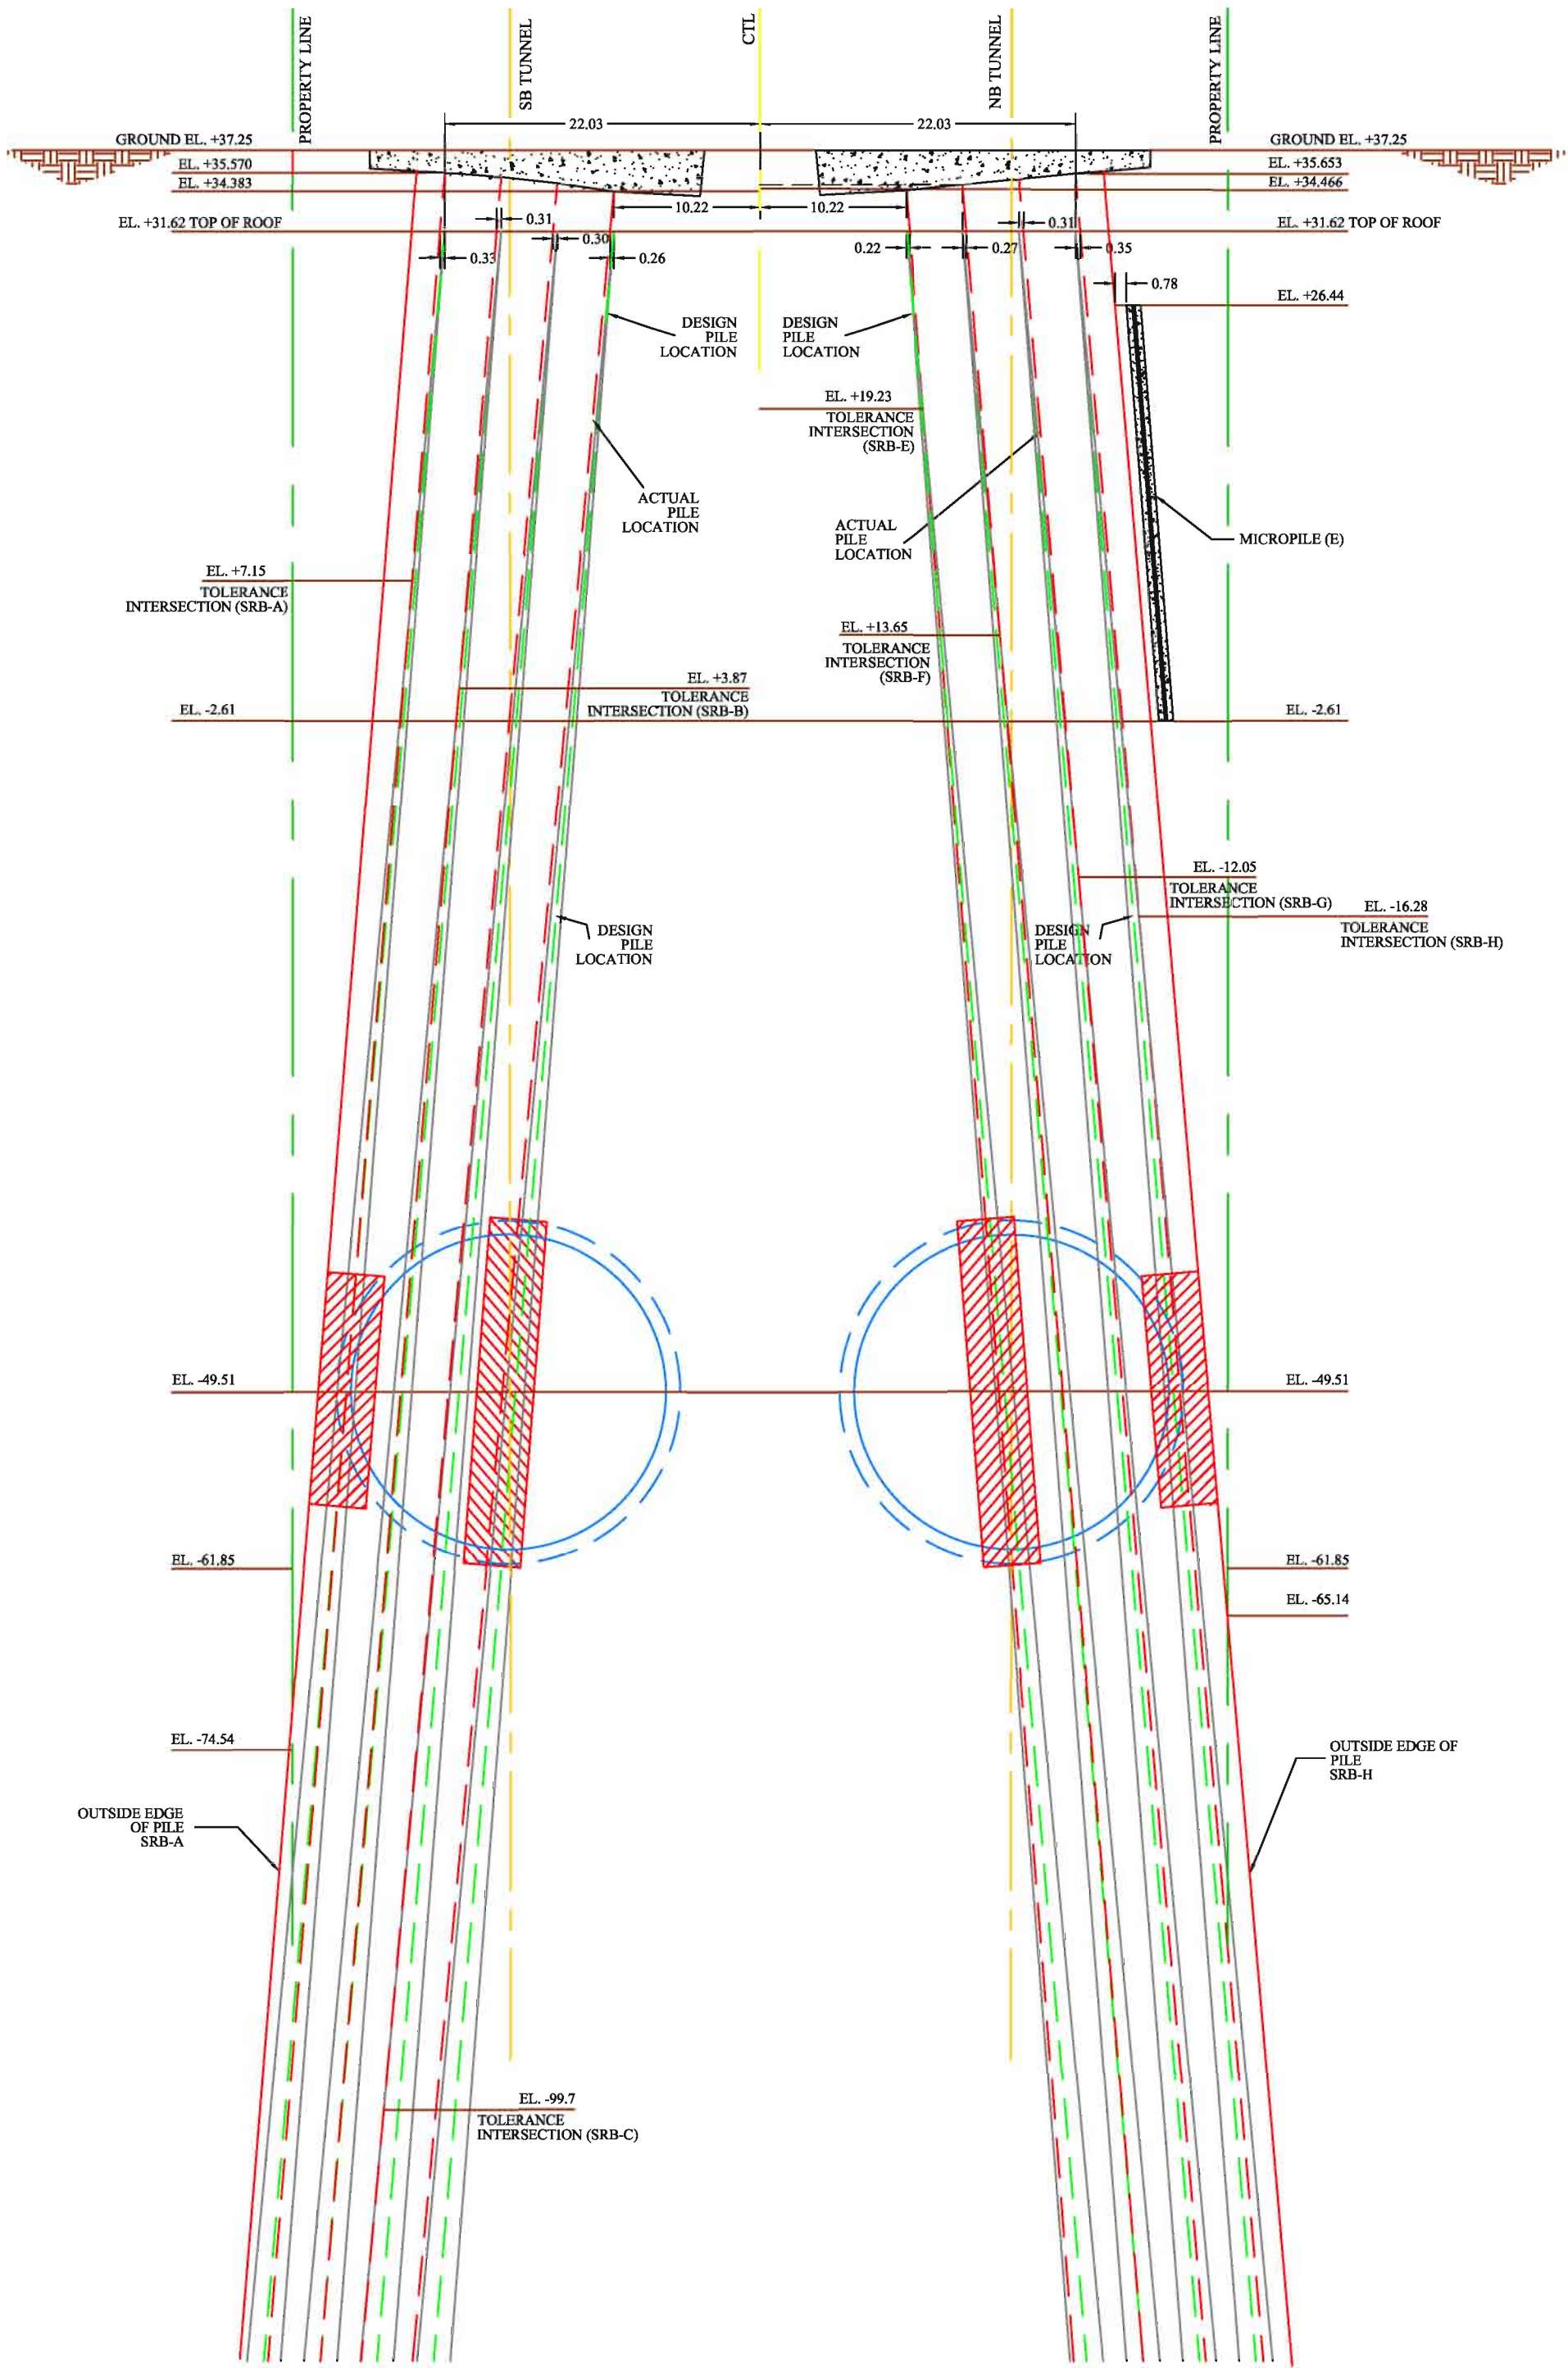 PROPERTY LINE
SB TUNNEL
CTL
NB TUNNEL
PROPERTY LINE
22.03
22.03
GROUND EL. +37.25
GROUND EL. +37.25
EL. +35.570
EL. +35.653
EL. +34.383
EL. +34.466
10.22
10.22
EL. +31.62 TOP OF ROOF
0.31
0.31
EL. +31.62 TOP OF ROOF
0.30
0.33
0.26
0.22
0.27
0.35
0.78
EL. +26.44
DESIGN
PILE
LOCATION
DESIGN
PILE
LOCATION
EL. +19.23
TOLERANCE
INTERSECTION
(SRB-E)
ACTUAL
PILE
LOCATION
ACTUAL
PILE
LOCATION
MICROPILE (E)
EL. +7.15
TOLERANCE
INTERSECTION (SRB-A)
EL. +13.65
TOLERANCE
INTERSECTION
(SRB-F)
EL. +3.87
TOLERANCE
INTERSECTION (SRB-B)
EL. -2.61
EL. -2.61
EL. -12.05
TOLERANCE
INTERSECTION (SRB-G)
EL. -16.28
TOLERANCE
INTERSECTION (SRB-H)
DESIGN
PILE
LOCATION
DESIGN
PILE
LOCATION
EL. -49.51
EL. -49.51
EL. -61.85
EL. -61.85
EL. -65.14
EL. -74.54
OUTSIDE EDGE OF
PILE
SRB-H
OUTSIDE EDGE
OF PILE
SRB-A
EL. -99.7
TOLERANCE
INTERSECTION (SRB-C)